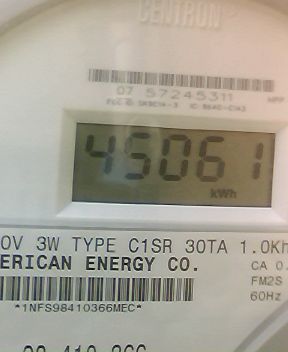 CENTRON
07 57245311
45061
kWh
0V 3W TYPE C1SR 30TA 1.0Kh
ERICAN ENERGY CO.
CA 0.
FM2S
60Hz
*1NFS98410366MEC*